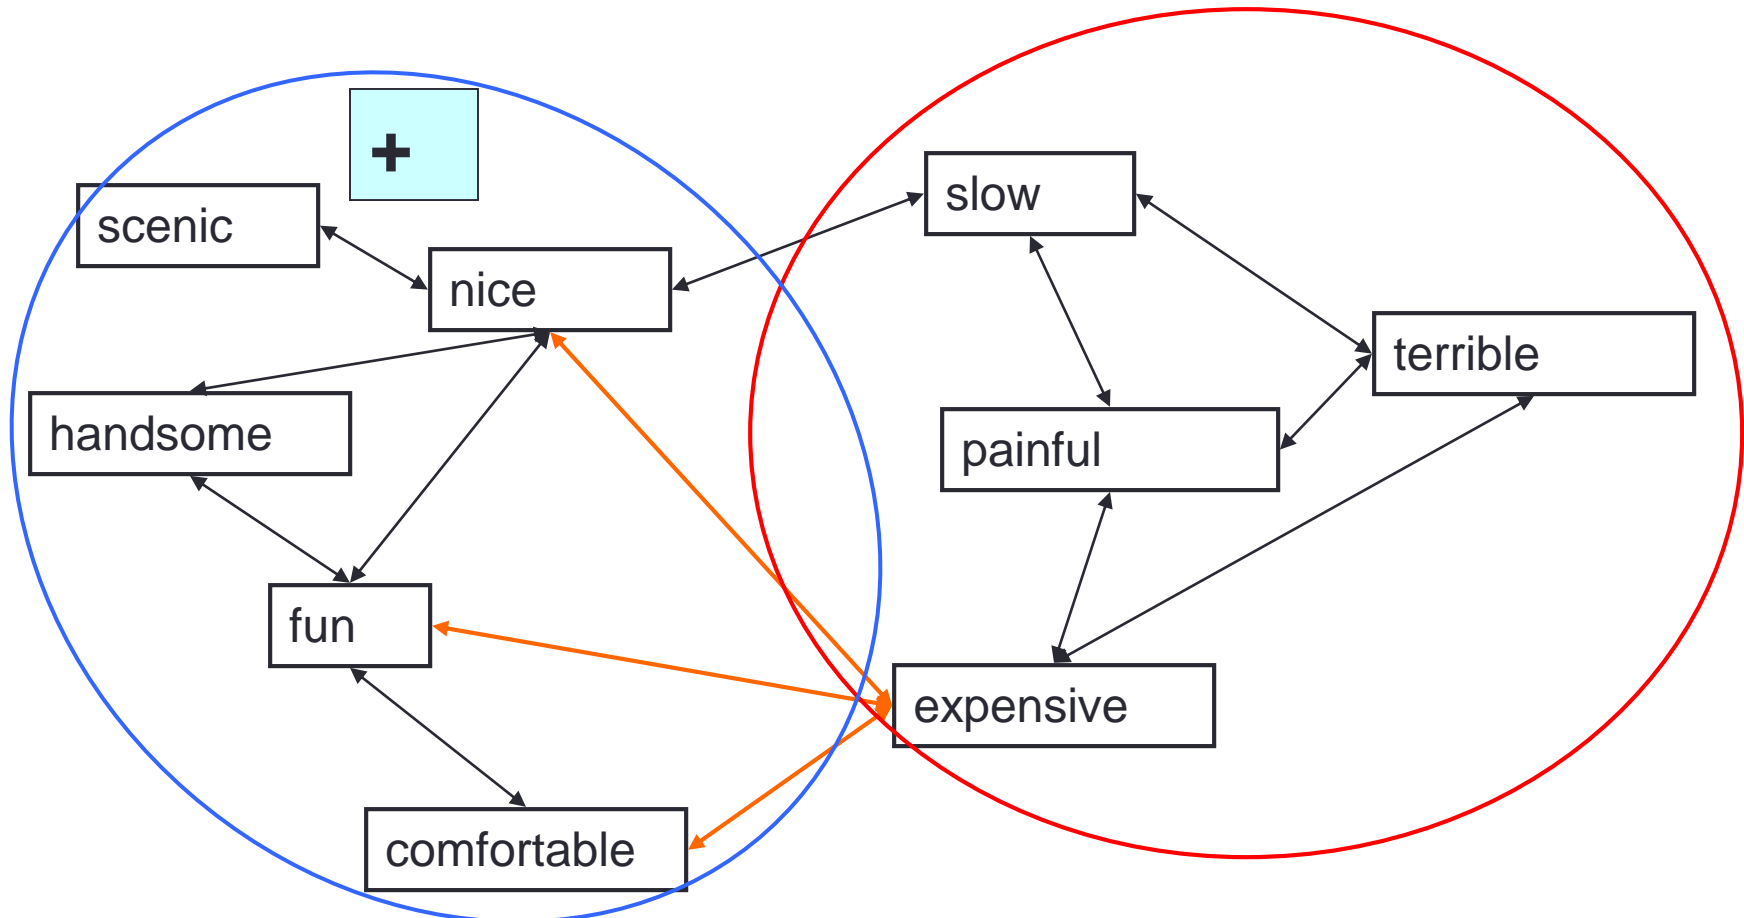 +
scenic
slow
nice
terrible
handsome
painful
fun
expensive
comfortable